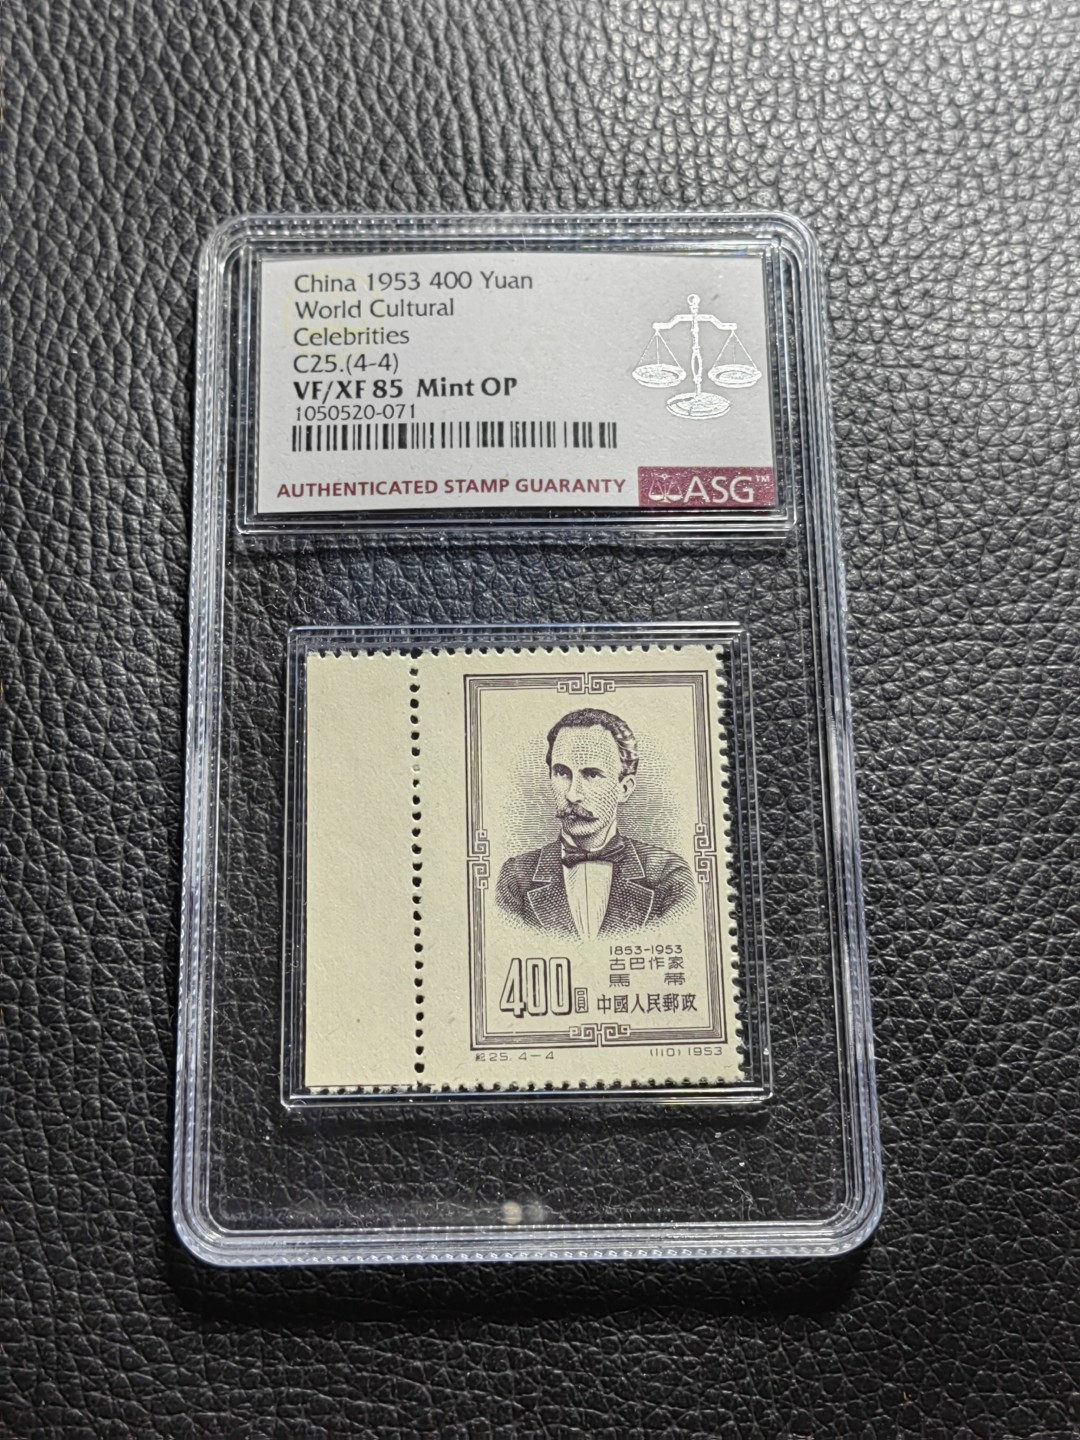 China 1953 400 Yuan
World Cultural
Celebrities
C25.(4-4)
VF/XF 85 Mint OP
1050520-071
AUTHENTICATED STAMP GUARANTY ASG™
1853-1953
古巴作家
馬蒂
400圓 中國人民郵政
紀25.4-4 (110) 1953